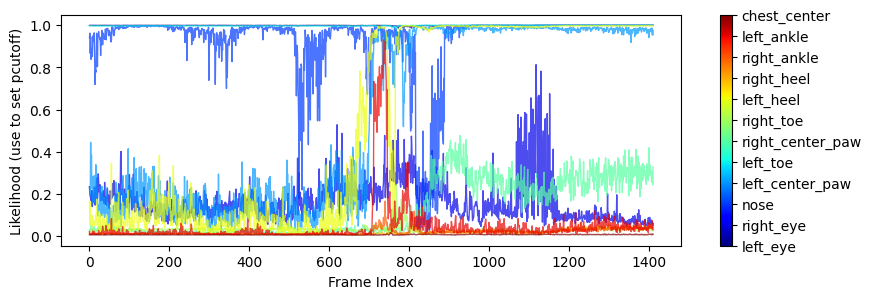 Likelihood (use to set pcutoff)
1.0
0.8
0.6
0.4
0.2
0.0
0 200 400 600 800 1000 1200 1400
Frame Index
chest_center
left_ankle
right_ankle
right_heel
left_heel
right_toe
right_center_paw
left_toe
left_center_paw
nose
right_eye
left_eye